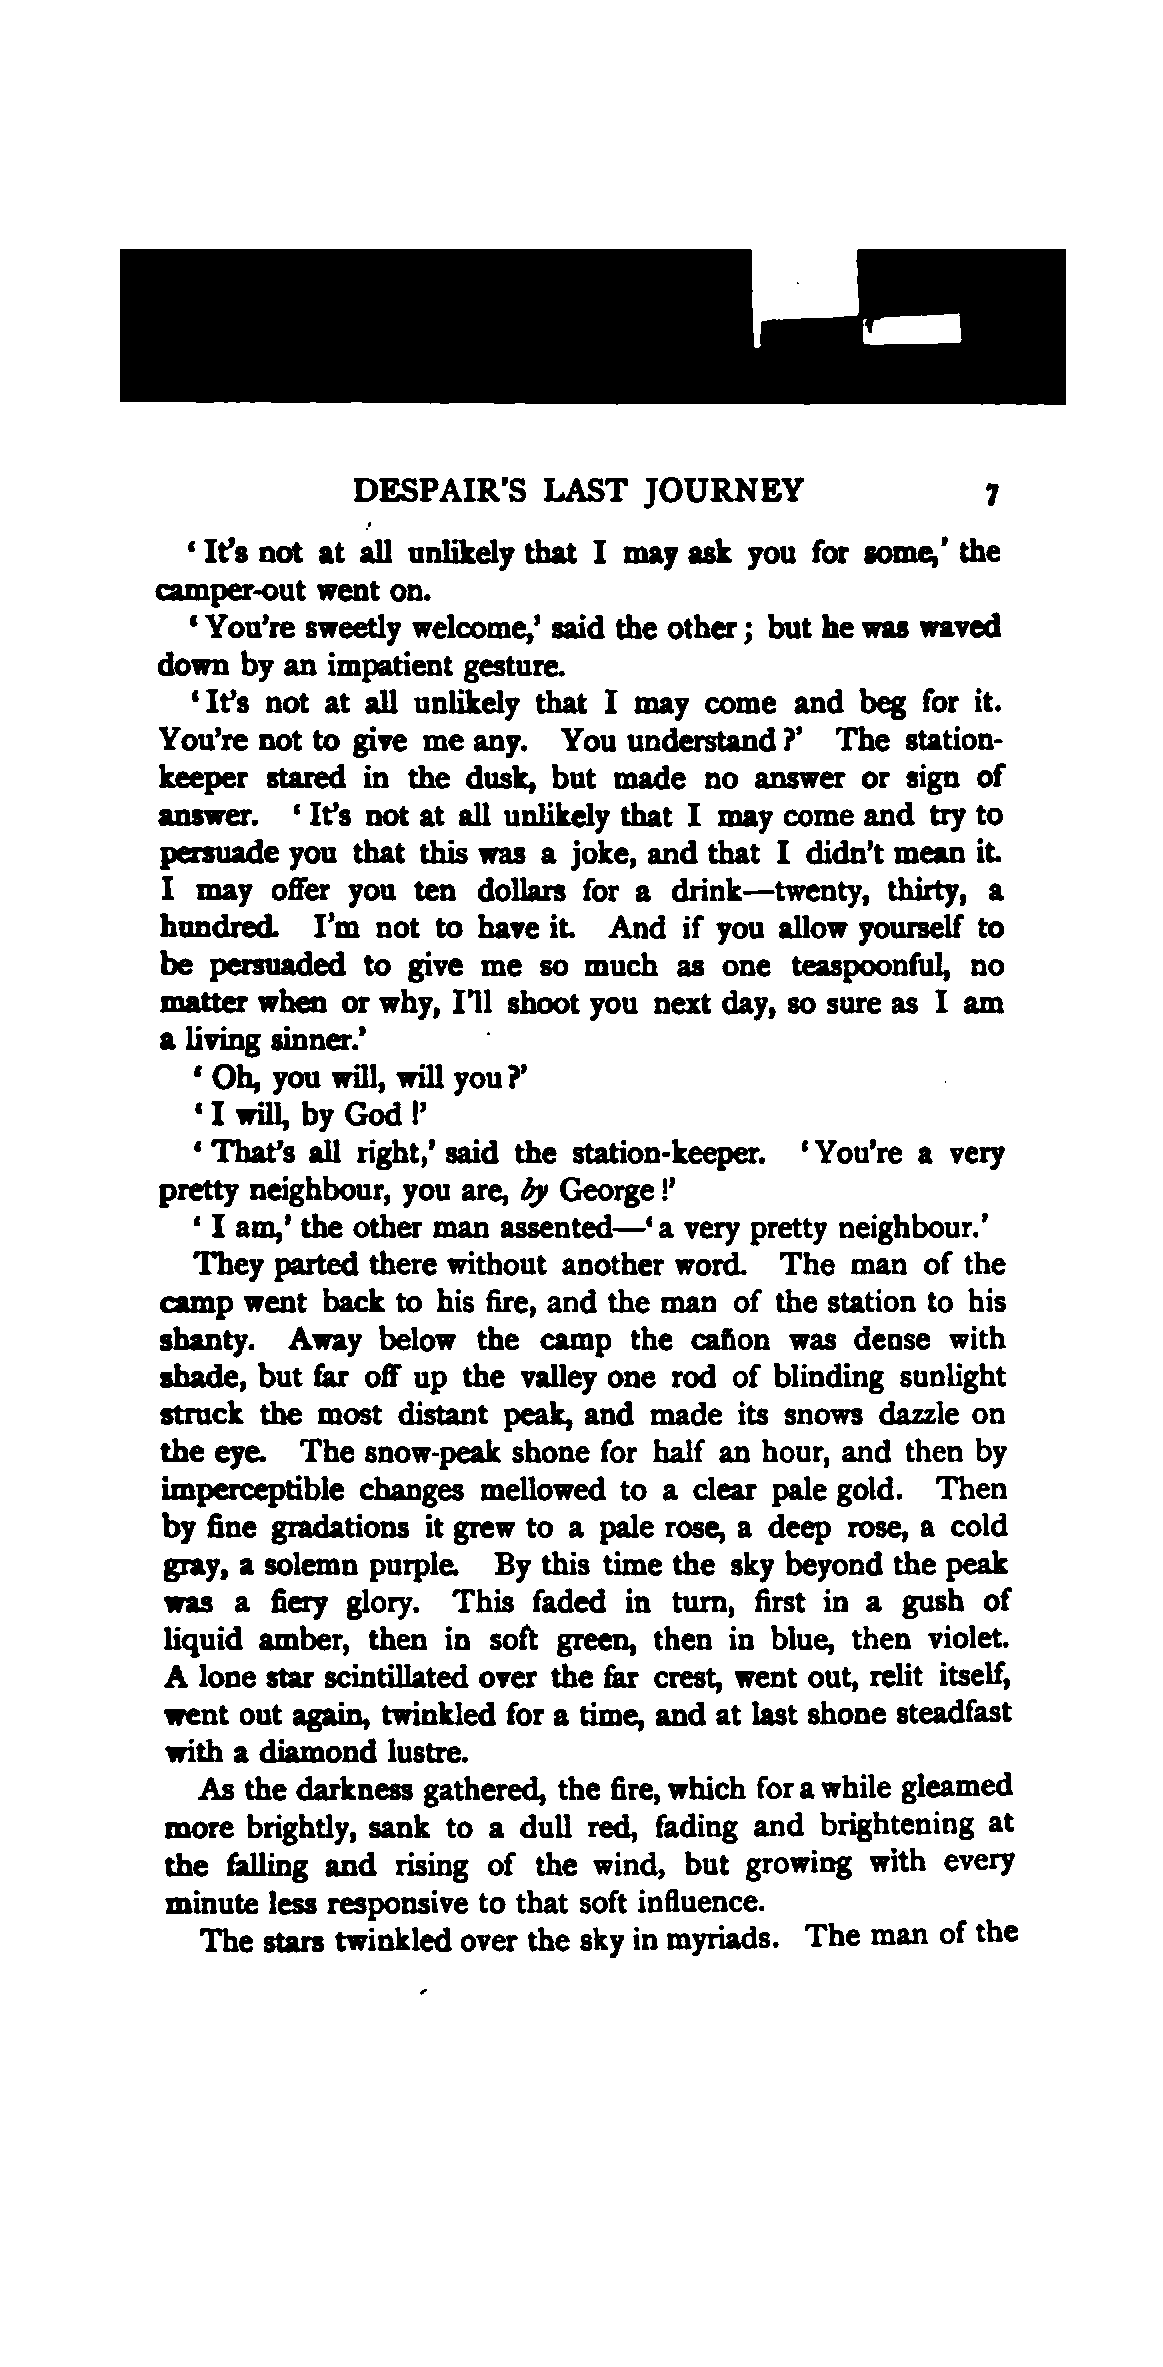 DESPAIR'S LAST JOURNEY 7
‘ It's not at all unlikely that I may ask you for some,’ the
camper-out went on.
‘ You're sweetly welcome,’ said the other ; but he was waved
down by an impatient gesture.
‘ It's not at all unlikely that I may come and beg for it.
You're not to give me any. You understand ?’ The station-
keeper stared in the dusk, but made no answer or sign of
answer. ‘ It's not at all unlikely that I may come and try to
persuade you that this was a joke, and that I didn't mean it.
I may offer you ten dollars for a drink—twenty, thirty, a
hundred. I'm not to have it. And if you allow yourself to
be persuaded to give me so much as one teaspoonful, no
matter when or why, I'll shoot you next day, so sure as I am
a living sinner.’
‘ Oh, you will, will you ?’
‘ I will, by God !’
‘ That's all right,’ said the station-keeper. ‘ You're a very
pretty neighbour, you are, by George !’
‘ I am,’ the other man assented—‘ a very pretty neighbour.’
They parted there without another word. The man of the
camp went back to his fire, and the man of the station to his
shanty. Away below the camp the cañon was dense with
shade, but far off up the valley one rod of blinding sunlight
struck the most distant peak, and made its snows dazzle on
the eye. The snow-peak shone for half an hour, and then by
imperceptible changes mellowed to a clear pale gold. Then
by fine gradations it grew to a pale rose, a deep rose, a cold
gray, a solemn purple. By this time the sky beyond the peak
was a fiery glory. This faded in turn, first in a gush of
liquid amber, then in soft green, then in blue, then violet.
A lone star scintillated over the far crest, went out, relit itself,
went out again, twinkled for a time, and at last shone steadfast
with a diamond lustre.
As the darkness gathered, the fire, which for a while gleamed
more brightly, sank to a dull red, fading and brightening at
the falling and rising of the wind, but growing with every
minute less responsive to that soft influence.
The stars twinkled over the sky in myriads. The man of the